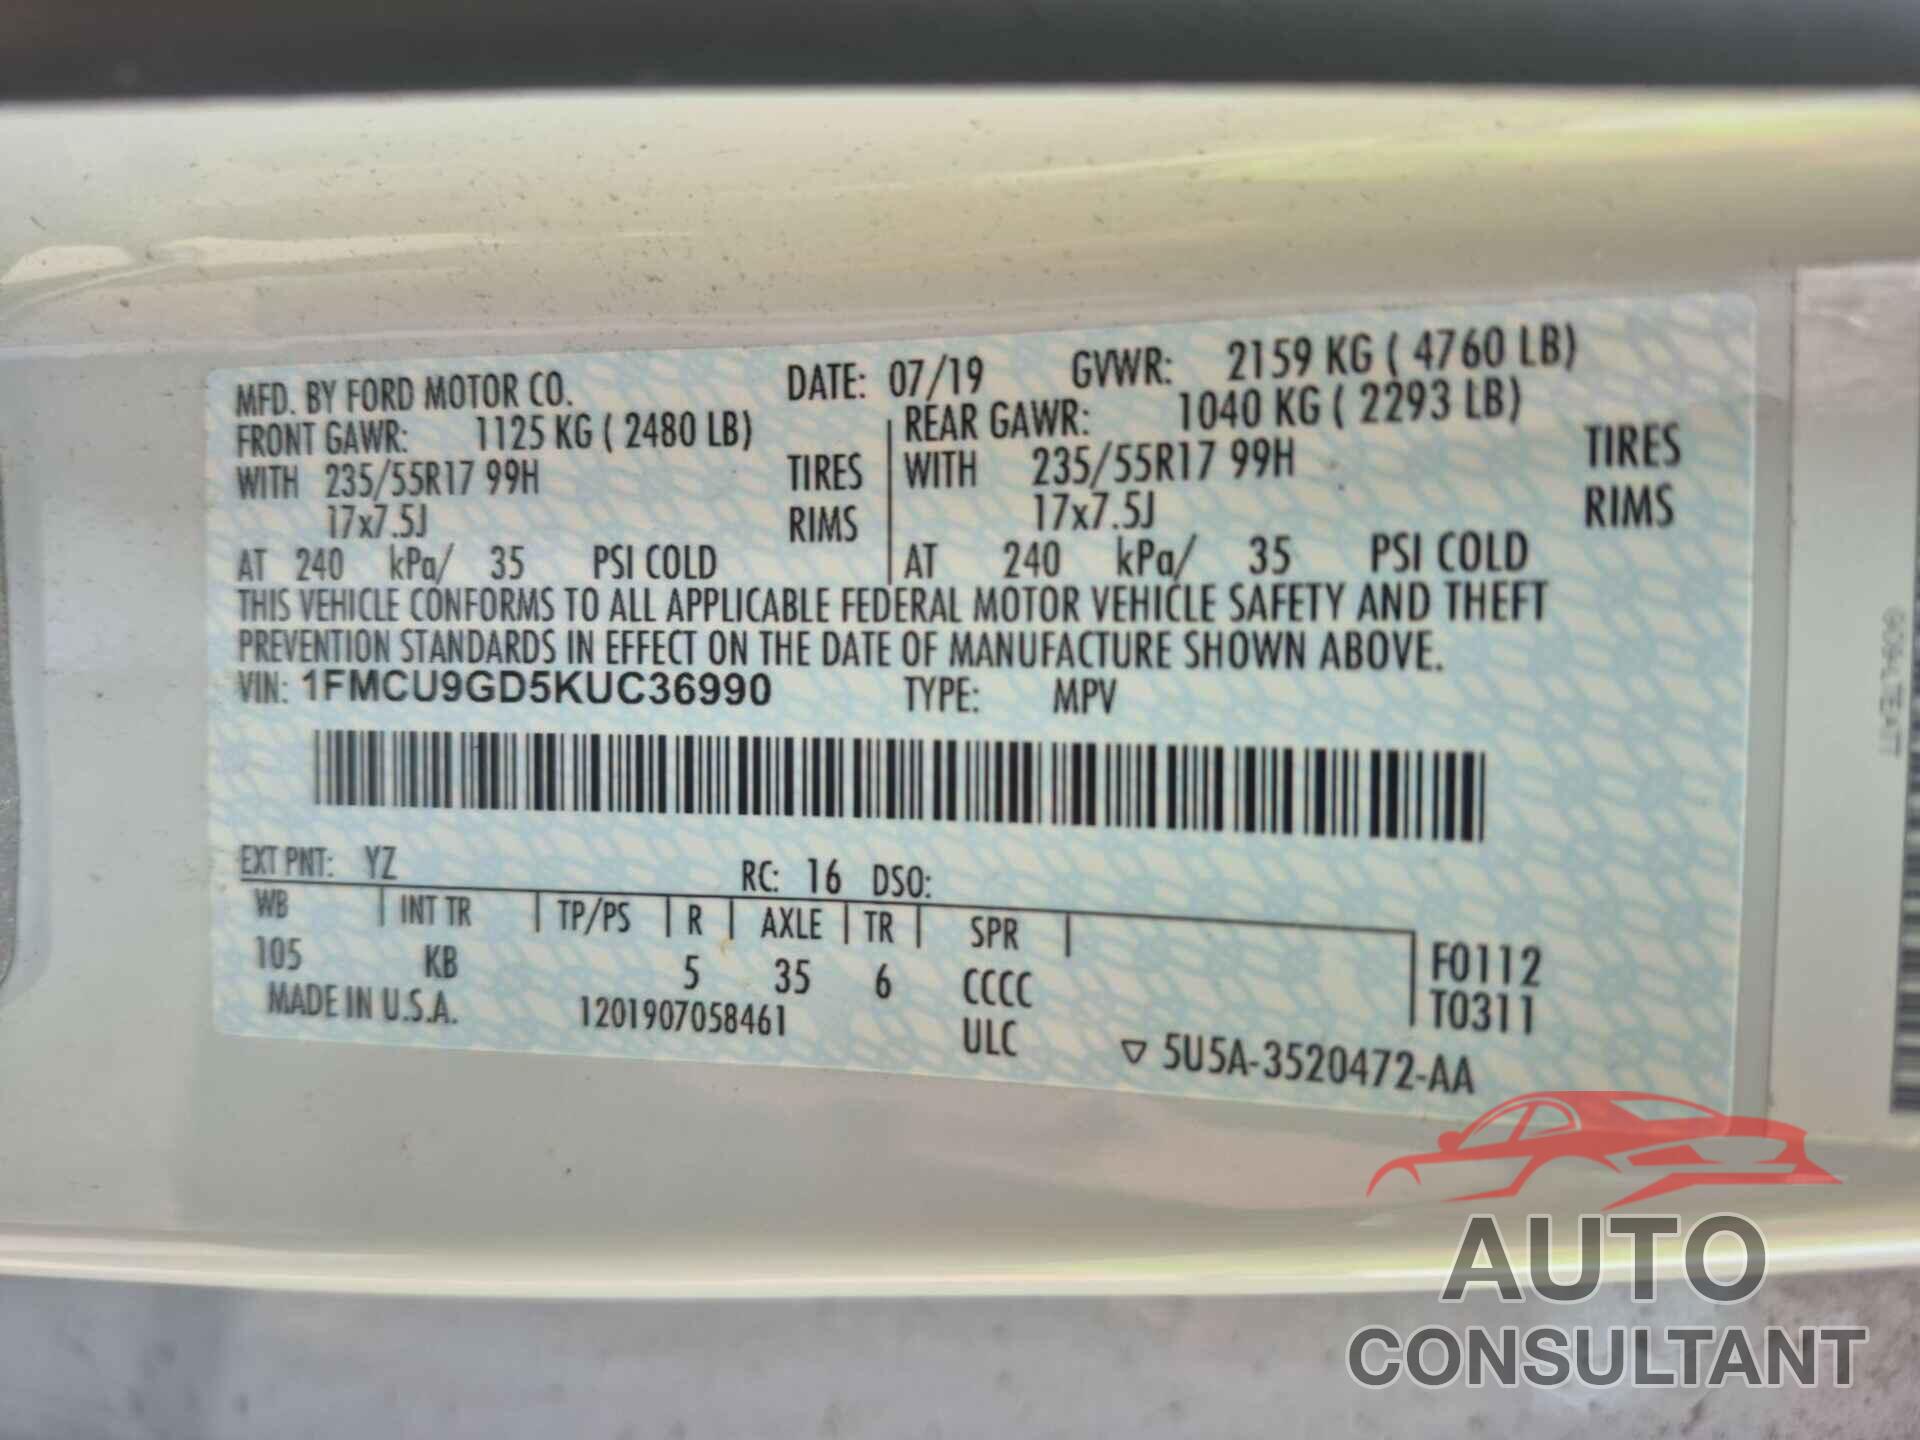 MFD. BY FORD MOTOR CO. DATE: 07/19 GVWR: 2159 KG ( 4760 LB)
FRONT GAWR: 1125 KG ( 2480 LB) REAR GAWR: 1040 KG ( 2293 LB)
WITH 235/55R17 99H TIRES WITH 235/55R17 99H TIRES
17x7.5J RIMS 17x7.5J RIMS
AT 240 kPa/ 35 PSI COLD AT 240 kPa/ 35 PSI COLD
THIS VEHICLE CONFORMS TO ALL APPLICABLE FEDERAL MOTOR VEHICLE SAFETY AND THEFT
PREVENTION STANDARDS IN EFFECT ON THE DATE OF MANUFACTURE SHOWN ABOVE.
VIN: 1FMCU9GD5KUC36990 TYPE: MPV
EXT PNT: YZ RC: 16 DSO:
WB INT TR TP/PS R AXLE TR SPR
105 KB 5 35 6 CCCC F0112
MADE IN U.S.A. 1201907058461 ULC T0311
5U5A-3520472-AA
AUTO
CONSULTANT